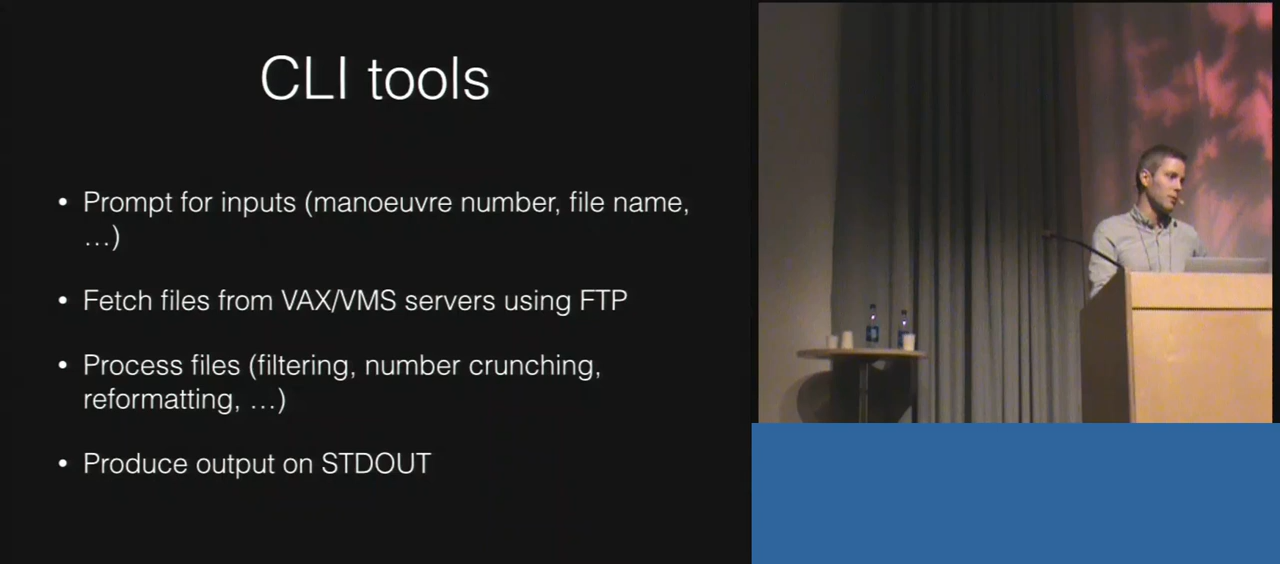 CLI tools
• Prompt for inputs (manoeuvre number, file name,
…)
• Fetch files from VAX/VMS servers using FTP
• Process files (filtering, number crunching,
reformatting, …)
• Produce output on STDOUT